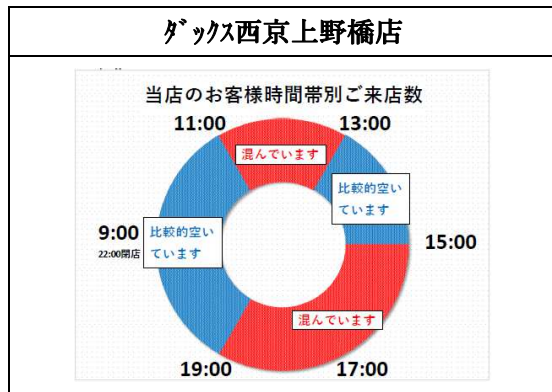 ﾀﾞｯｸｽ西京上野橋店
当店のお客様時間帯別ご来店数
11:00
13:00
混んでいます
比較的空い
ています
9:00
22:00閉店
比較的空い
ています
15:00
混んでいます
19:00
17:00